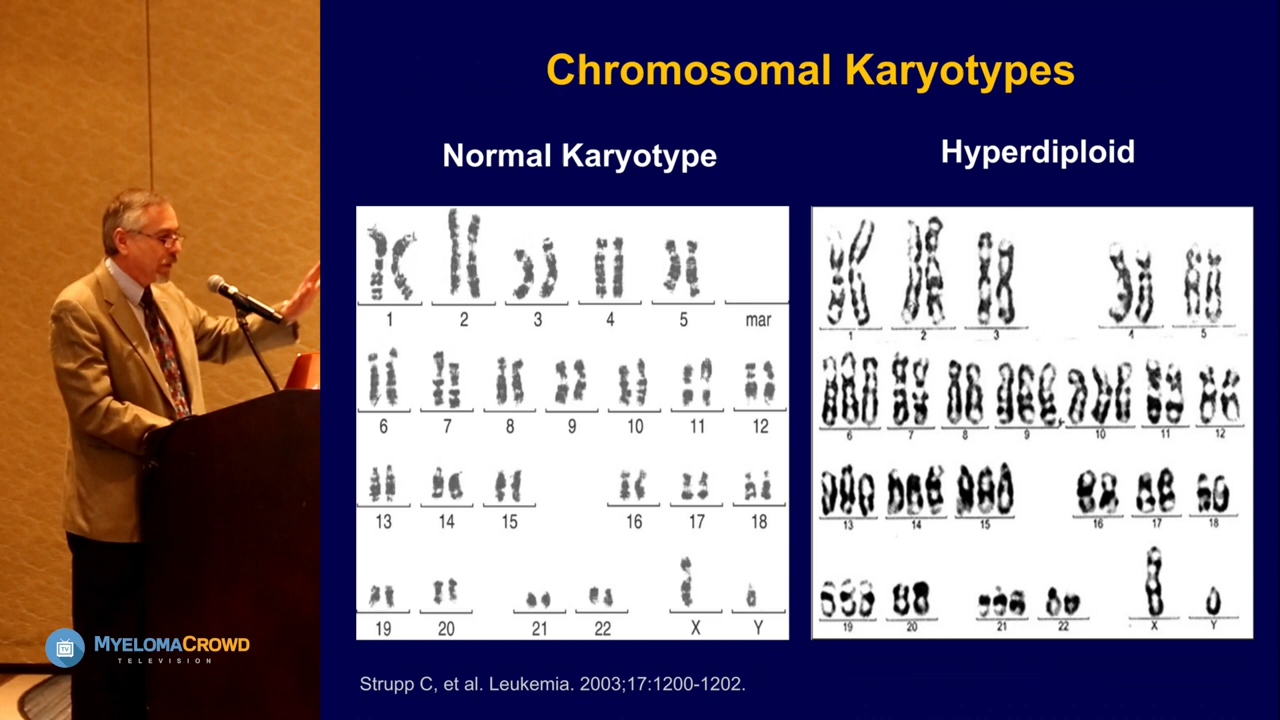 Chromosomal Karyotypes
Normal Karyotype
Hyperdiploid
1 2 3 4 5 mar
6 7 8 9 10 11 12
13 14 15 16 17 18
19 20 21 22 X Y
1 2 3 4 5
6 7 8 9 10 11 12
13 14 15 16 17 18
19 20 21 22 X Y
Strupp C, et al. Leukemia. 2003;17:1200-1202.
TV
MYELOMACROWD
TELEVISION